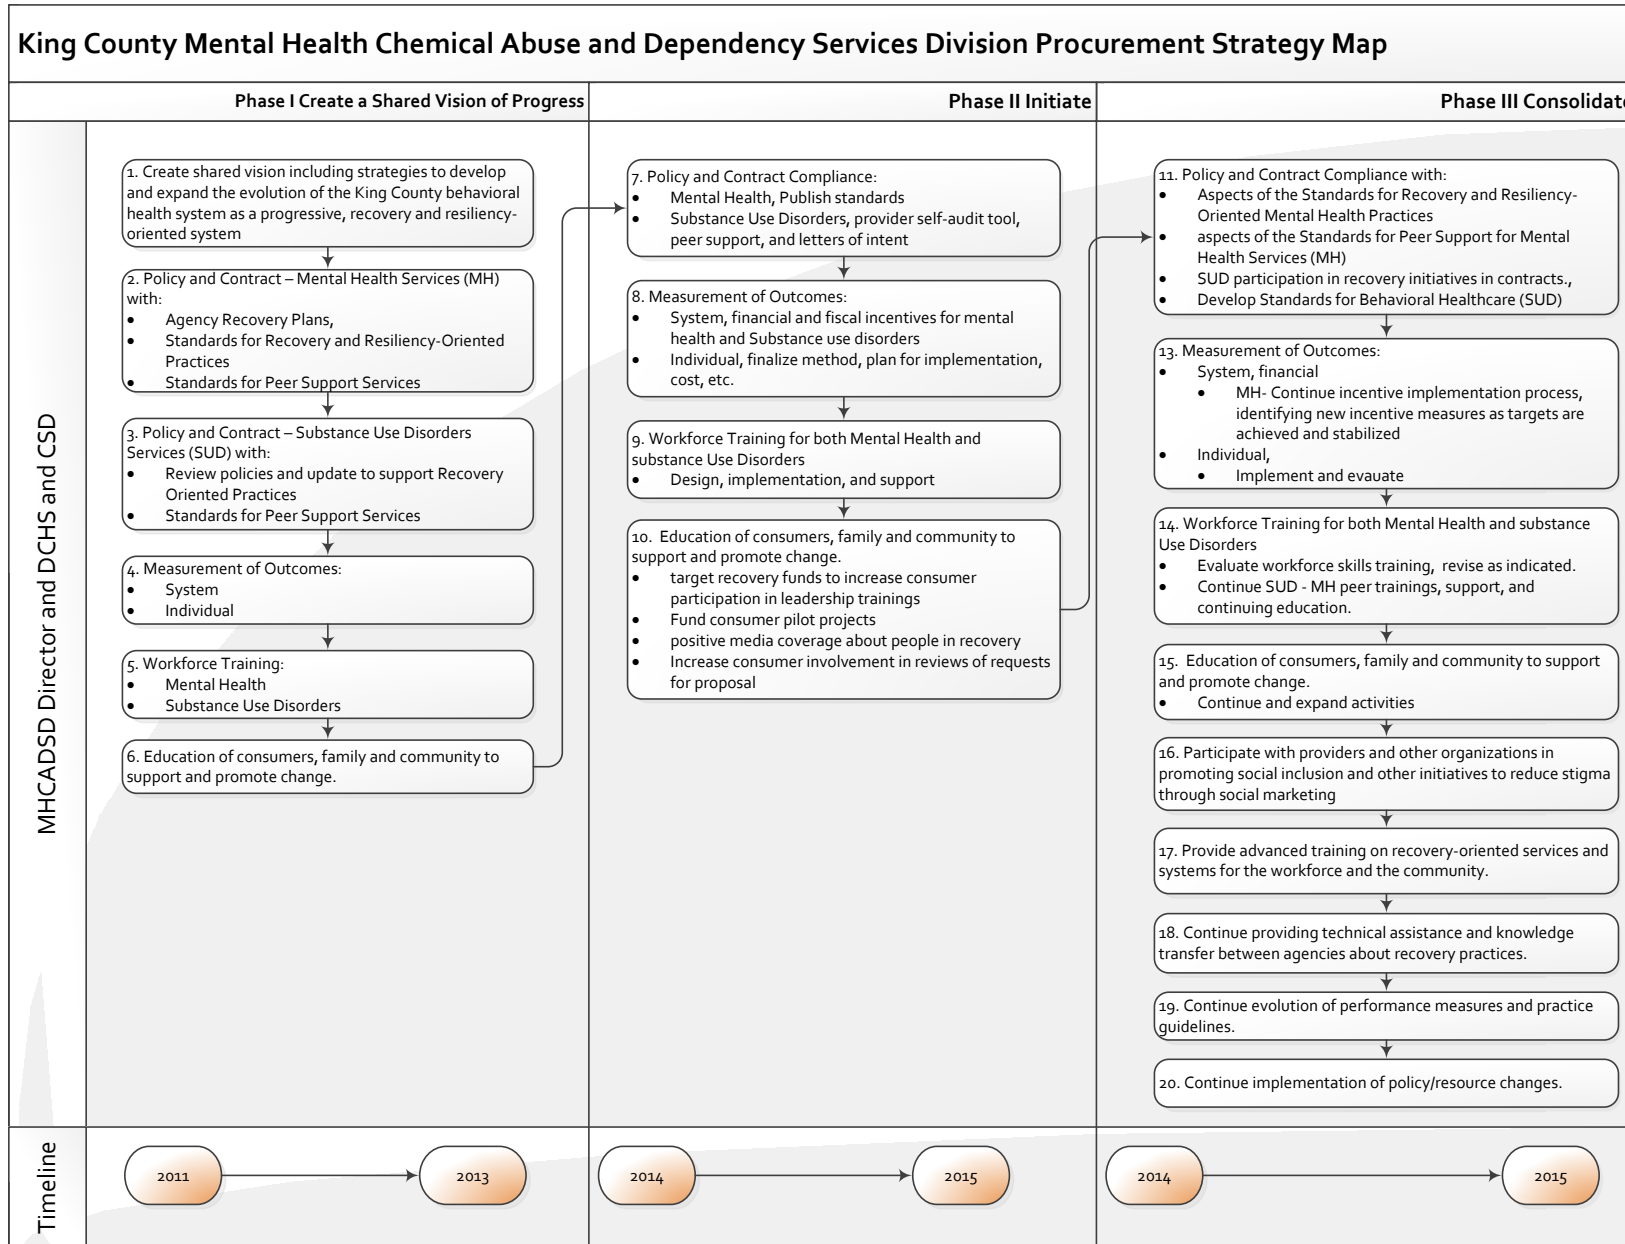 King County Mental Health Chemical Abuse and Dependency Services Division Procurement Strategy Map
Phase I Create a Shared Vision of Progress
Phase II Initiate
Phase III Consolidate
MHCADSD Director and DCHS and CSD
1. Create shared vision including strategies to develop
and expand the evolution of the King County behavioral
health system as a progressive, recovery and resiliency-
oriented system
2. Policy and Contract – Mental Health Services (MH)
with:
• Agency Recovery Plans,
• Standards for Recovery and Resiliency-Oriented
Practices
• Standards for Peer Support Services
3. Policy and Contract – Substance Use Disorders
Services (SUD) with:
• Review policies and update to support Recovery
Oriented Practices
• Standards for Peer Support Services
4. Measurement of Outcomes:
• System
• Individual
5. Workforce Training:
• Mental Health
• Substance Use Disorders
6. Education of consumers, family and community to
support and promote change.
7. Policy and Contract Compliance:
• Mental Health, Publish standards
• Substance Use Disorders, provider self-audit tool,
peer support, and letters of intent
8. Measurement of Outcomes:
• System, financial and fiscal incentives for mental
health and Substance use disorders
• Individual, finalize method, plan for implementation,
cost, etc.
9. Workforce Training for both Mental Health and
substance Use Disorders
• Design, implementation, and support
10. Education of consumers, family and community to
support and promote change.
• target recovery funds to increase consumer
participation in leadership trainings
• Fund consumer pilot projects
• positive media coverage about people in recovery
• Increase consumer involvement in reviews of requests
for proposal
11. Policy and Contract Compliance with:
• Aspects of the Standards for Recovery and Resiliency-
Oriented Mental Health Practices
• aspects of the Standards for Peer Support for Mental
Health Services (MH)
• SUD participation in recovery initiatives in contracts.,
• Develop Standards for Behavioral Healthcare (SUD)
13. Measurement of Outcomes:
• System, financial
• MH- Continue incentive implementation process,
identifying new incentive measures as targets are
achieved and stabilized
• Individual,
• Implement and evauate
14. Workforce Training for both Mental Health and substance
Use Disorders
• Evaluate workforce skills training, revise as indicated.
• Continue SUD - MH peer trainings, support, and
continuing education.
15. Education of consumers, family and community to support
and promote change.
• Continue and expand activities
16. Participate with providers and other organizations in
promoting social inclusion and other initiatives to reduce stigma
through social marketing
17. Provide advanced training on recovery-oriented services and
systems for the workforce and the community.
18. Continue providing technical assistance and knowledge
transfer between agencies about recovery practices.
19. Continue evolution of performance measures and practice
guidelines.
20. Continue implementation of policy/resource changes.
Timeline
2011
2013
2014
2015
2014
2015